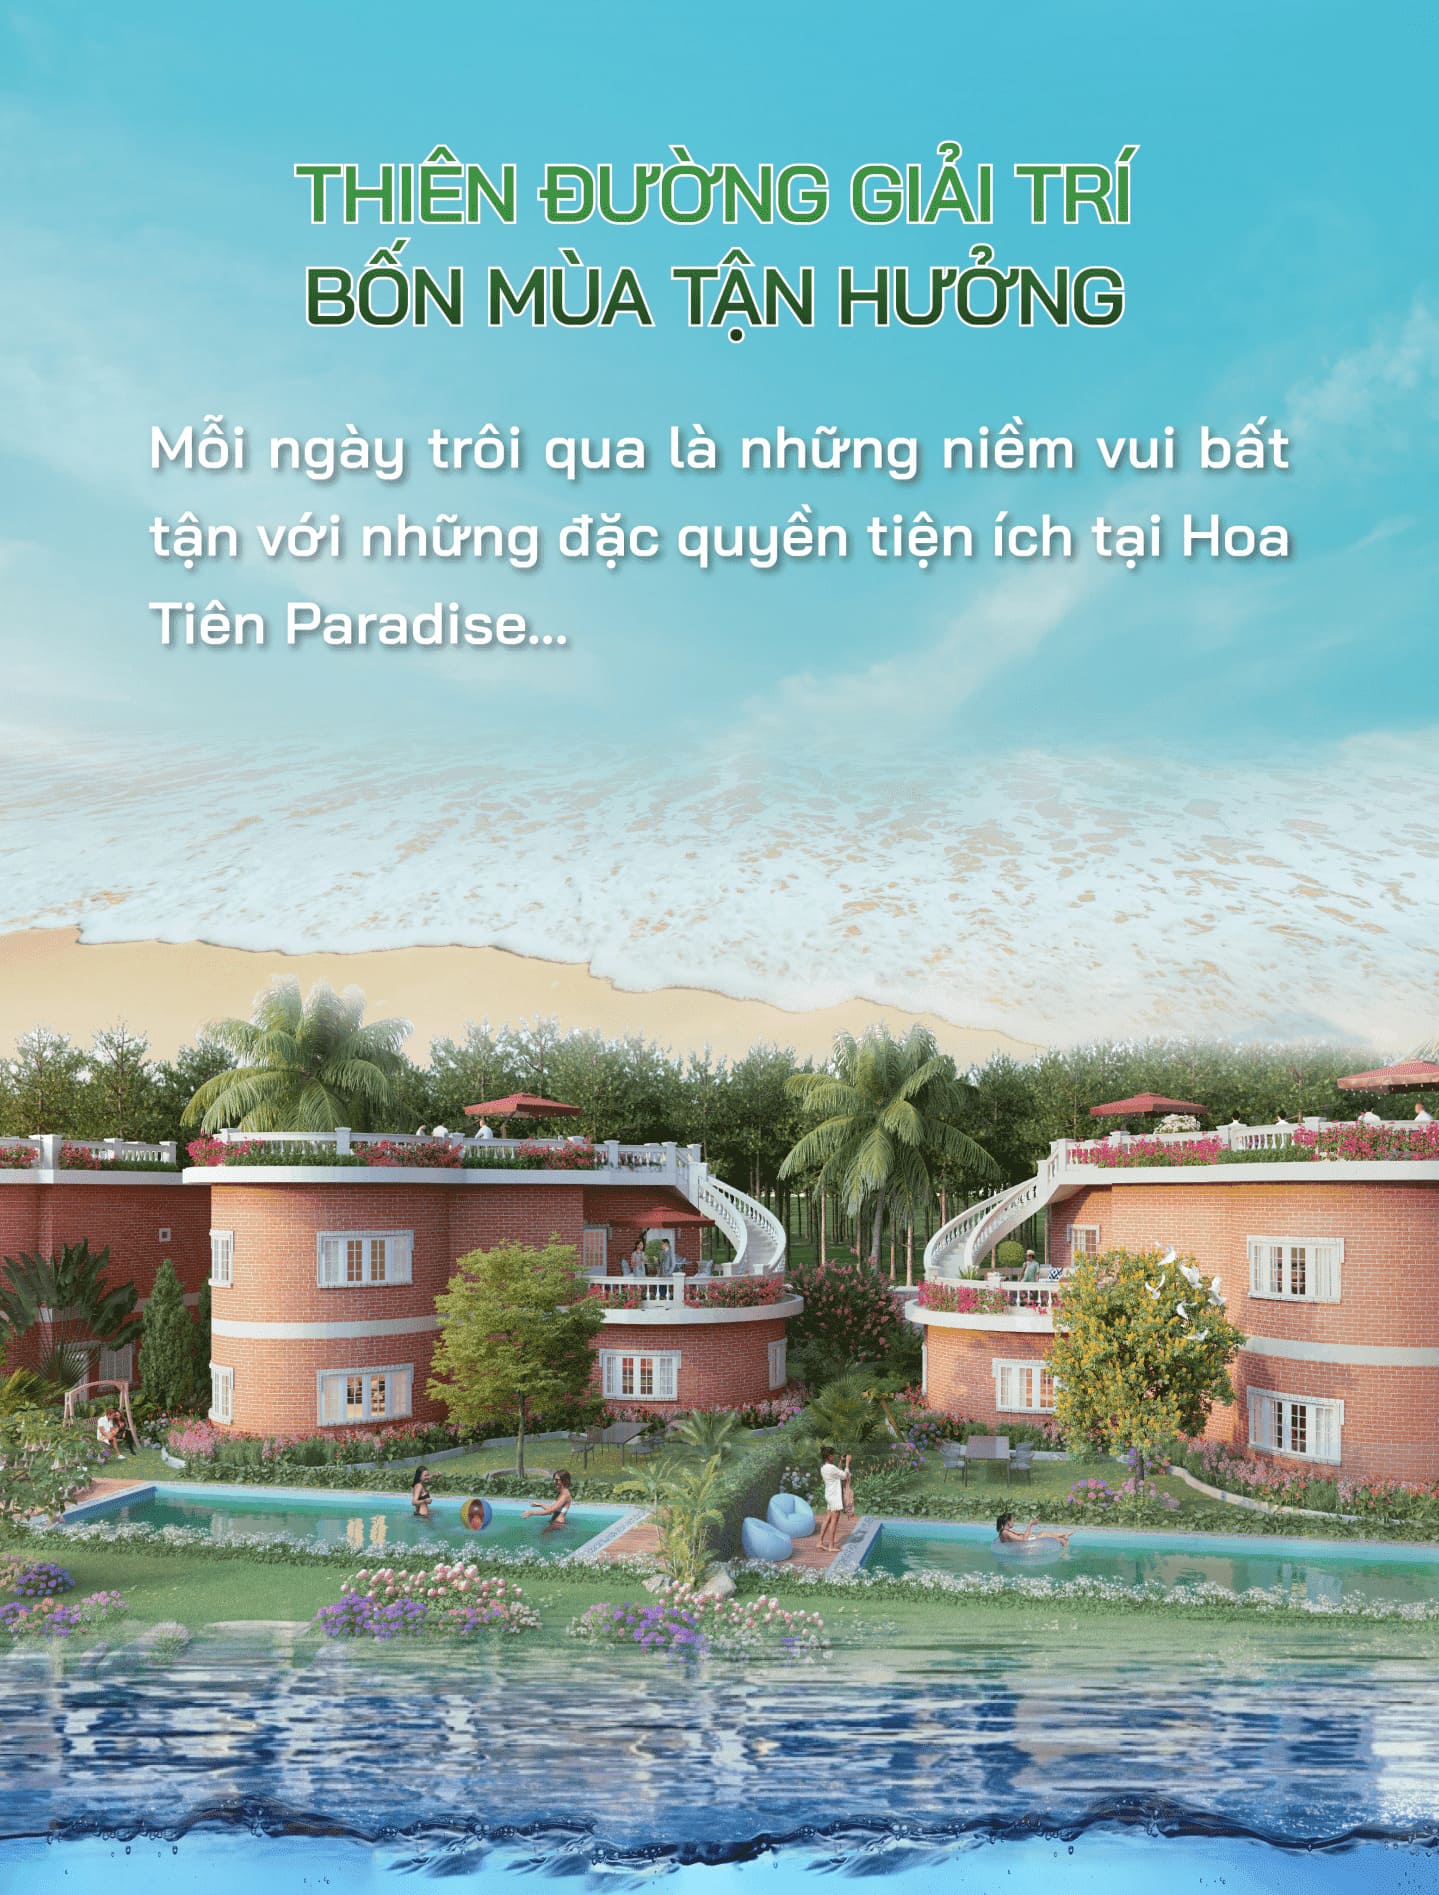 THIÊN ĐƯỜNG GIẢI TRÍ
BỐN MÙA TẬN HƯỞNG
Mỗi ngày trôi qua là những niềm vui bất
tận với những đặc quyền tiện ích tại Hoa
Tiên Paradise...